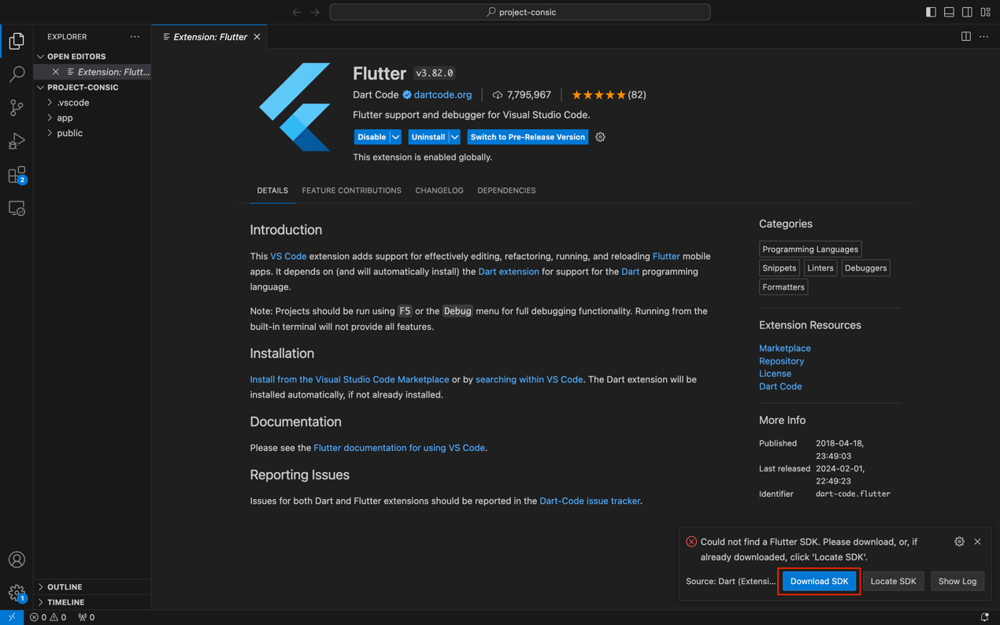 project-consic
EXPLORER
OPEN EDITORS
Extension: Flutt...
PROJECT-CONSIC
.vscode
app
public
OUTLINE
TIMELINE
2
1
Extension: Flutter
Flutter v3.82.0
Dart Code dartcode.org 7,795,967 (82)
Flutter support and debugger for Visual Studio Code.
Disable Uninstall Switch to Pre-Release Version
This extension is enabled globally.
DETAILS FEATURE CONTRIBUTIONS CHANGELOG DEPENDENCIES
Introduction
This VS Code extension adds support for effectively editing, refactoring, running, and reloading Flutter mobile
apps. It depends on (and will automatically install) the Dart extension for support for the Dart programming
language.
Note: Projects should be run using F5 or the Debug menu for full debugging functionality. Running from the
built-in terminal will not provide all features.
Installation
Install from the Visual Studio Code Marketplace or by searching within VS Code. The Dart extension will be
installed automatically, if not already installed.
Documentation
Please see the Flutter documentation for using VS Code.
Reporting Issues
Issues for both Dart and Flutter extensions should be reported in the Dart-Code issue tracker.
Categories
Programming Languages
Snippets Linters Debuggers
Formatters
Extension Resources
Marketplace
Repository
License
Dart Code
More Info
Published 2018-04-18,
23:49:03
Last released 2024-02-01,
22:49:23
Identifier dart-code.flutter
Could not find a Flutter SDK. Please download, or, if
already downloaded, click 'Locate SDK'.
Source: Dart (Extensi... Download SDK Locate SDK Show Log
0 0 0